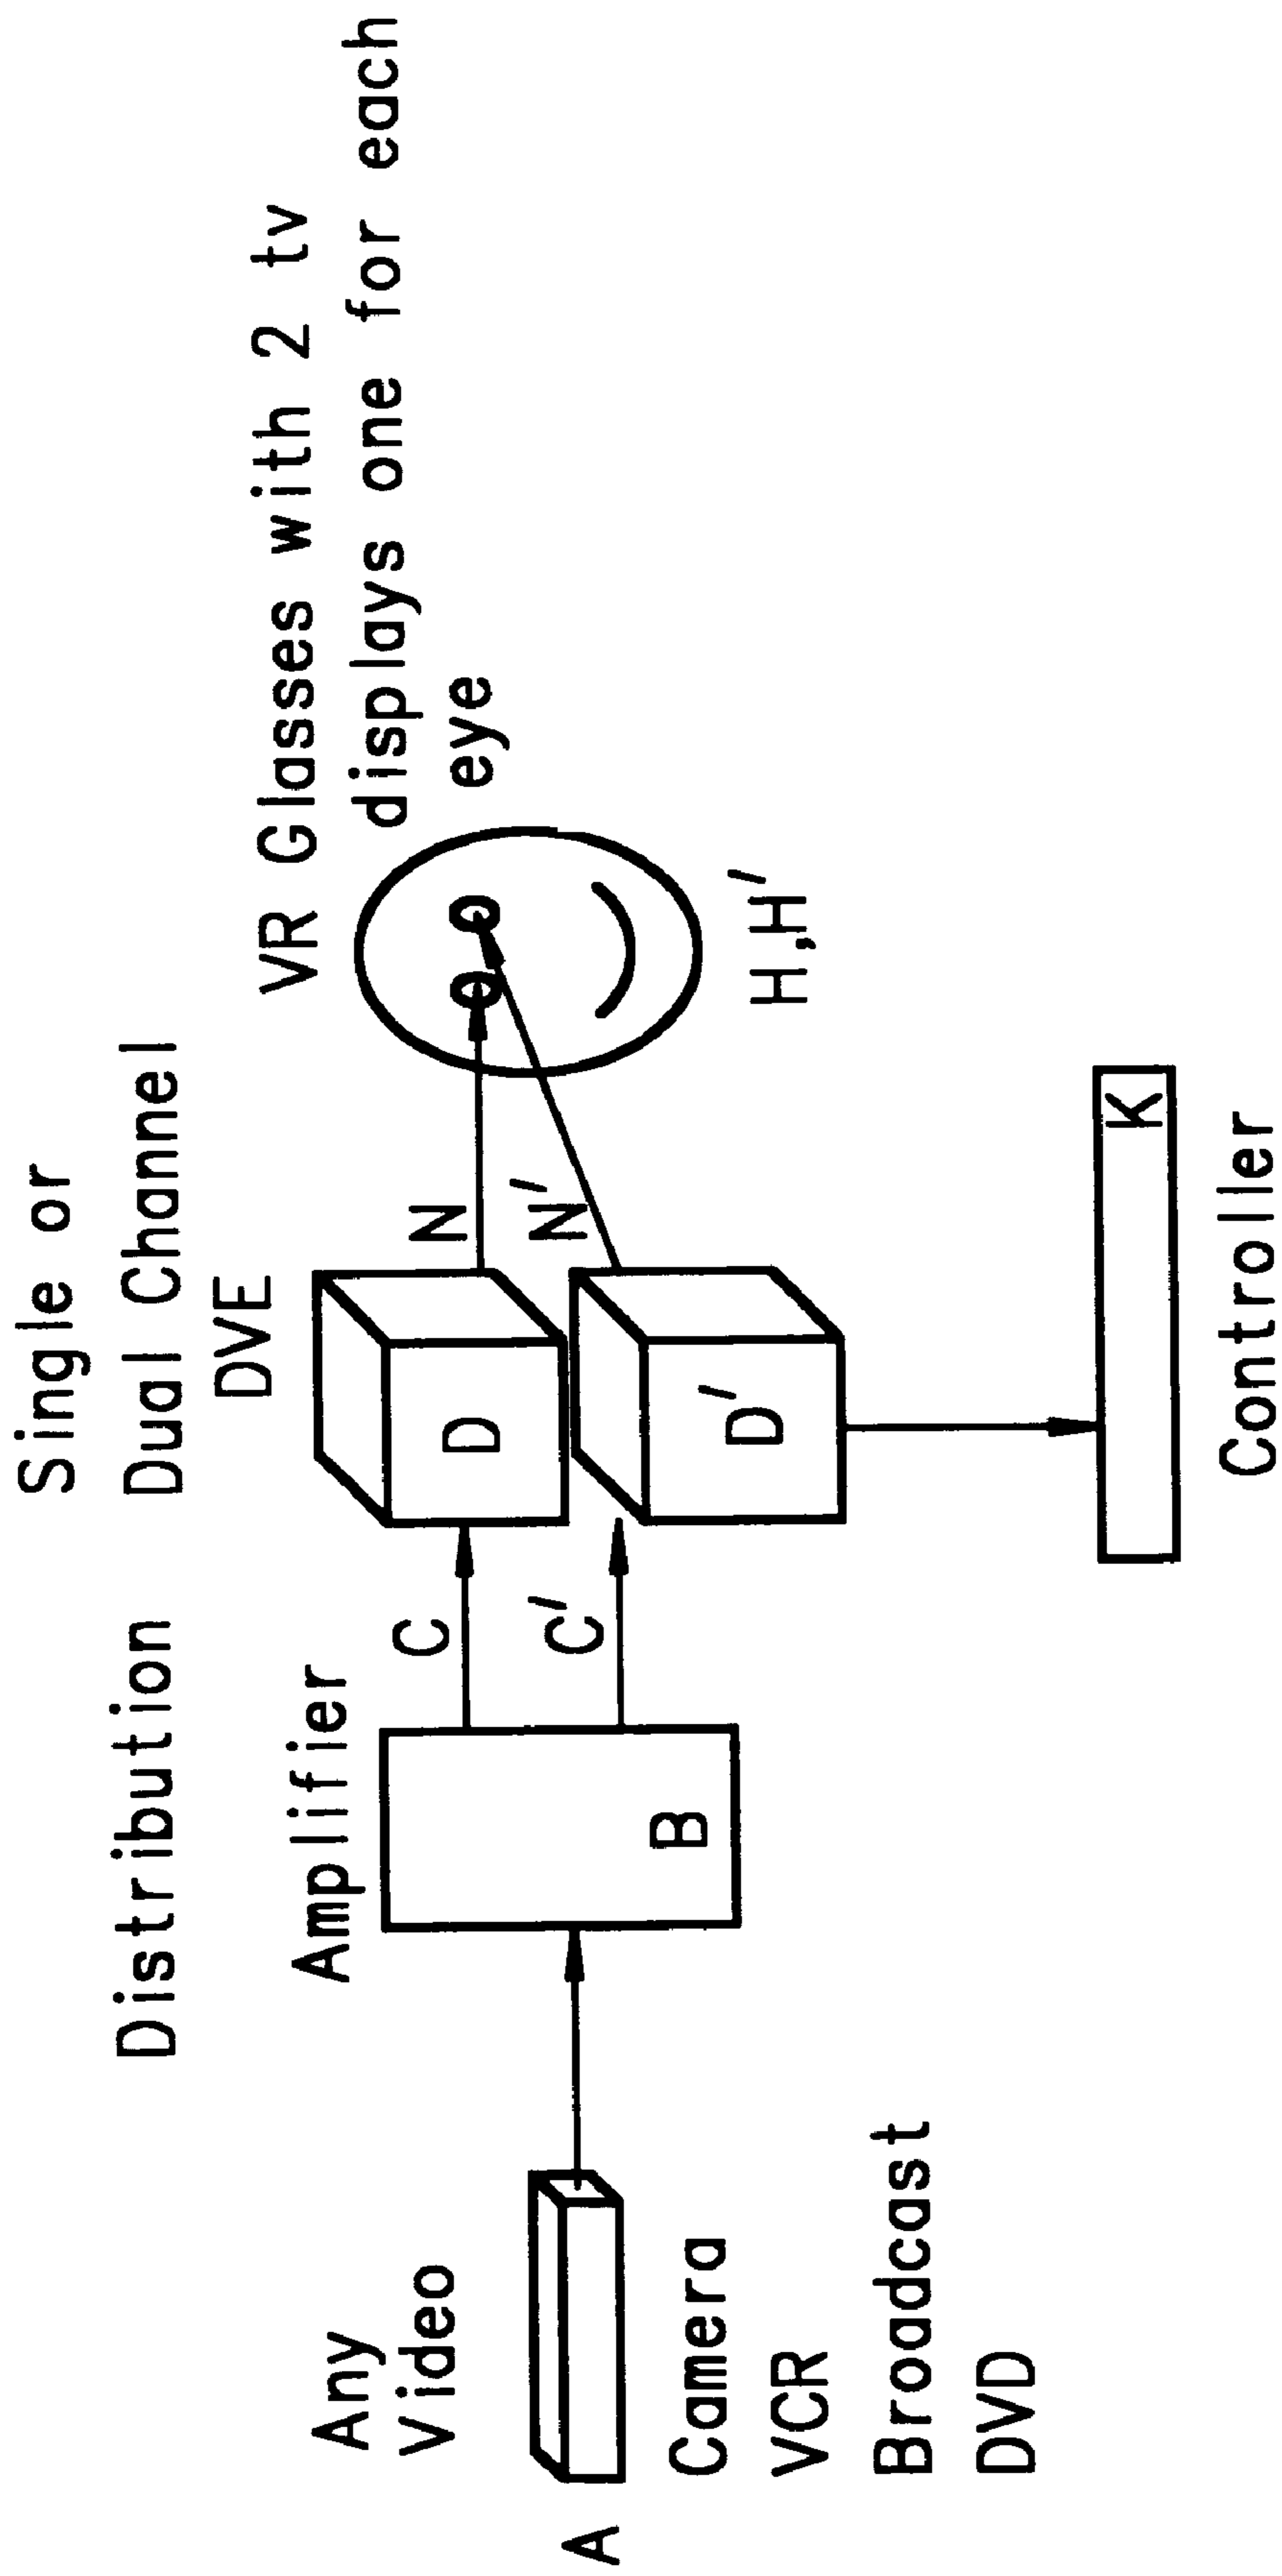 Any
Video
A
Camera
VCR
Broadcast
DVD
Distribution
Amplifier
B
C
C'
Single or
Dual Channel
DVE
D
D'
N
N'
K
Controller
VR Glasses with 2 tv
displays one for each
eye
H,H'